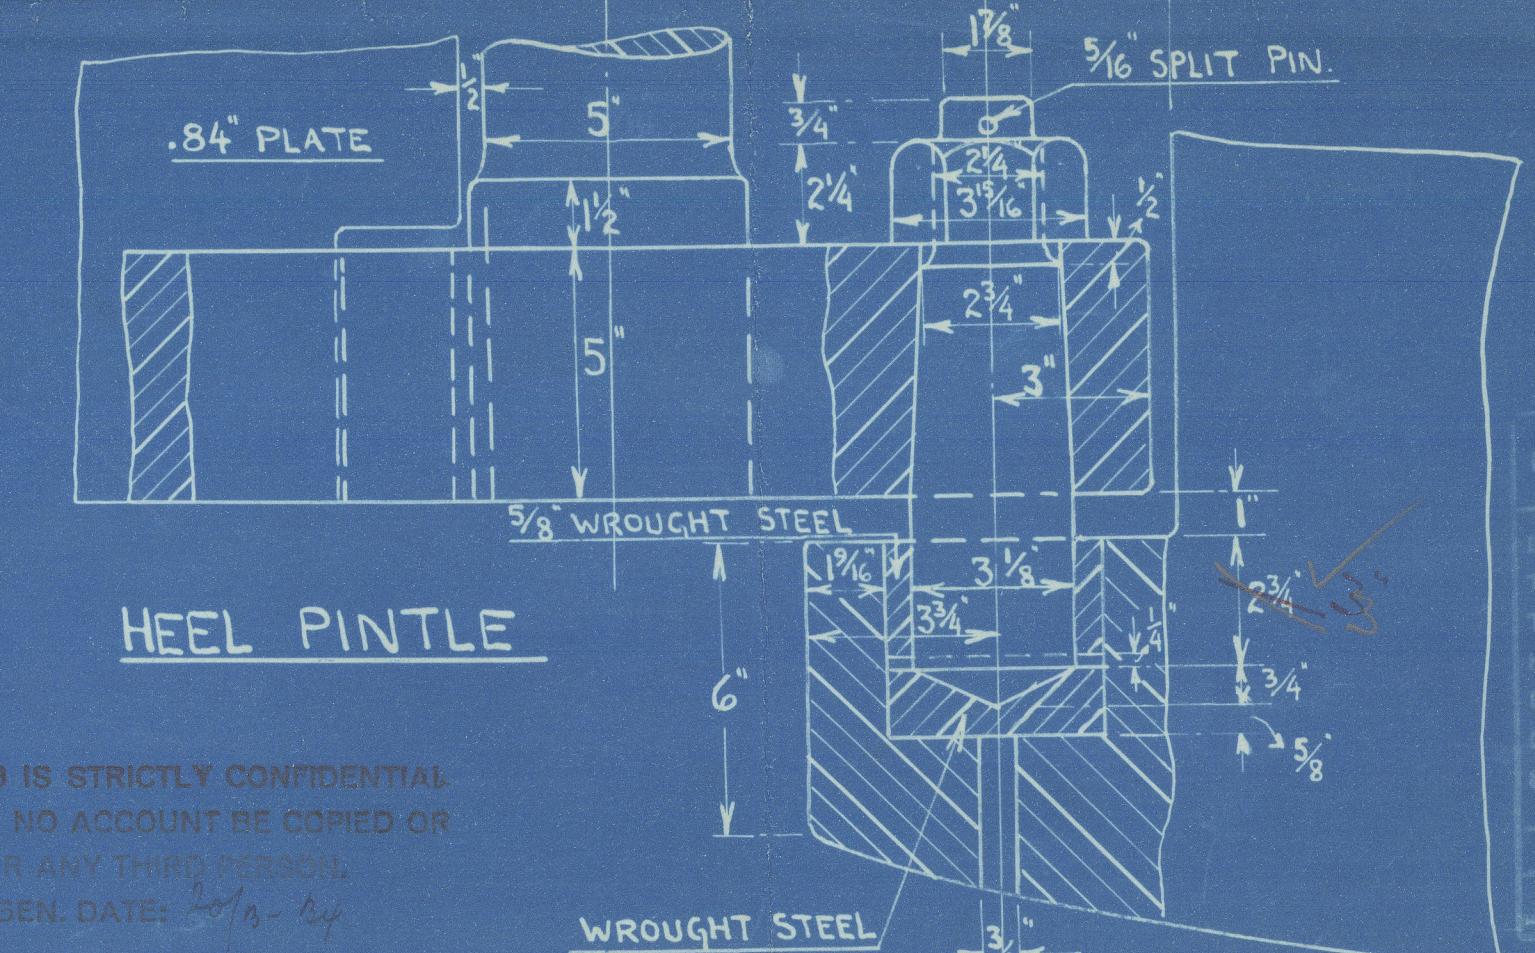 1 7/8"
5/16" SPLIT PIN.
1/2"
5"
3/4"
.84" PLATE
2 1/4"
2 1/4"
3 15/16"
1/2"
1 1/2"
2 3/4"
5"
3"
5/8" WROUGHT STEEL
1"
1 9/16"
3 1/8"
2 3/4" 3"
3 3/4"
1/4"
HEEL PINTLE
6"
3/4"
5/8"
IS STRICTLY CONFIDENTIAL
NO ACCOUNT BE COPIED OR
R ANY THIRD PERSON.
SEN. DATE:
WROUGHT STEEL